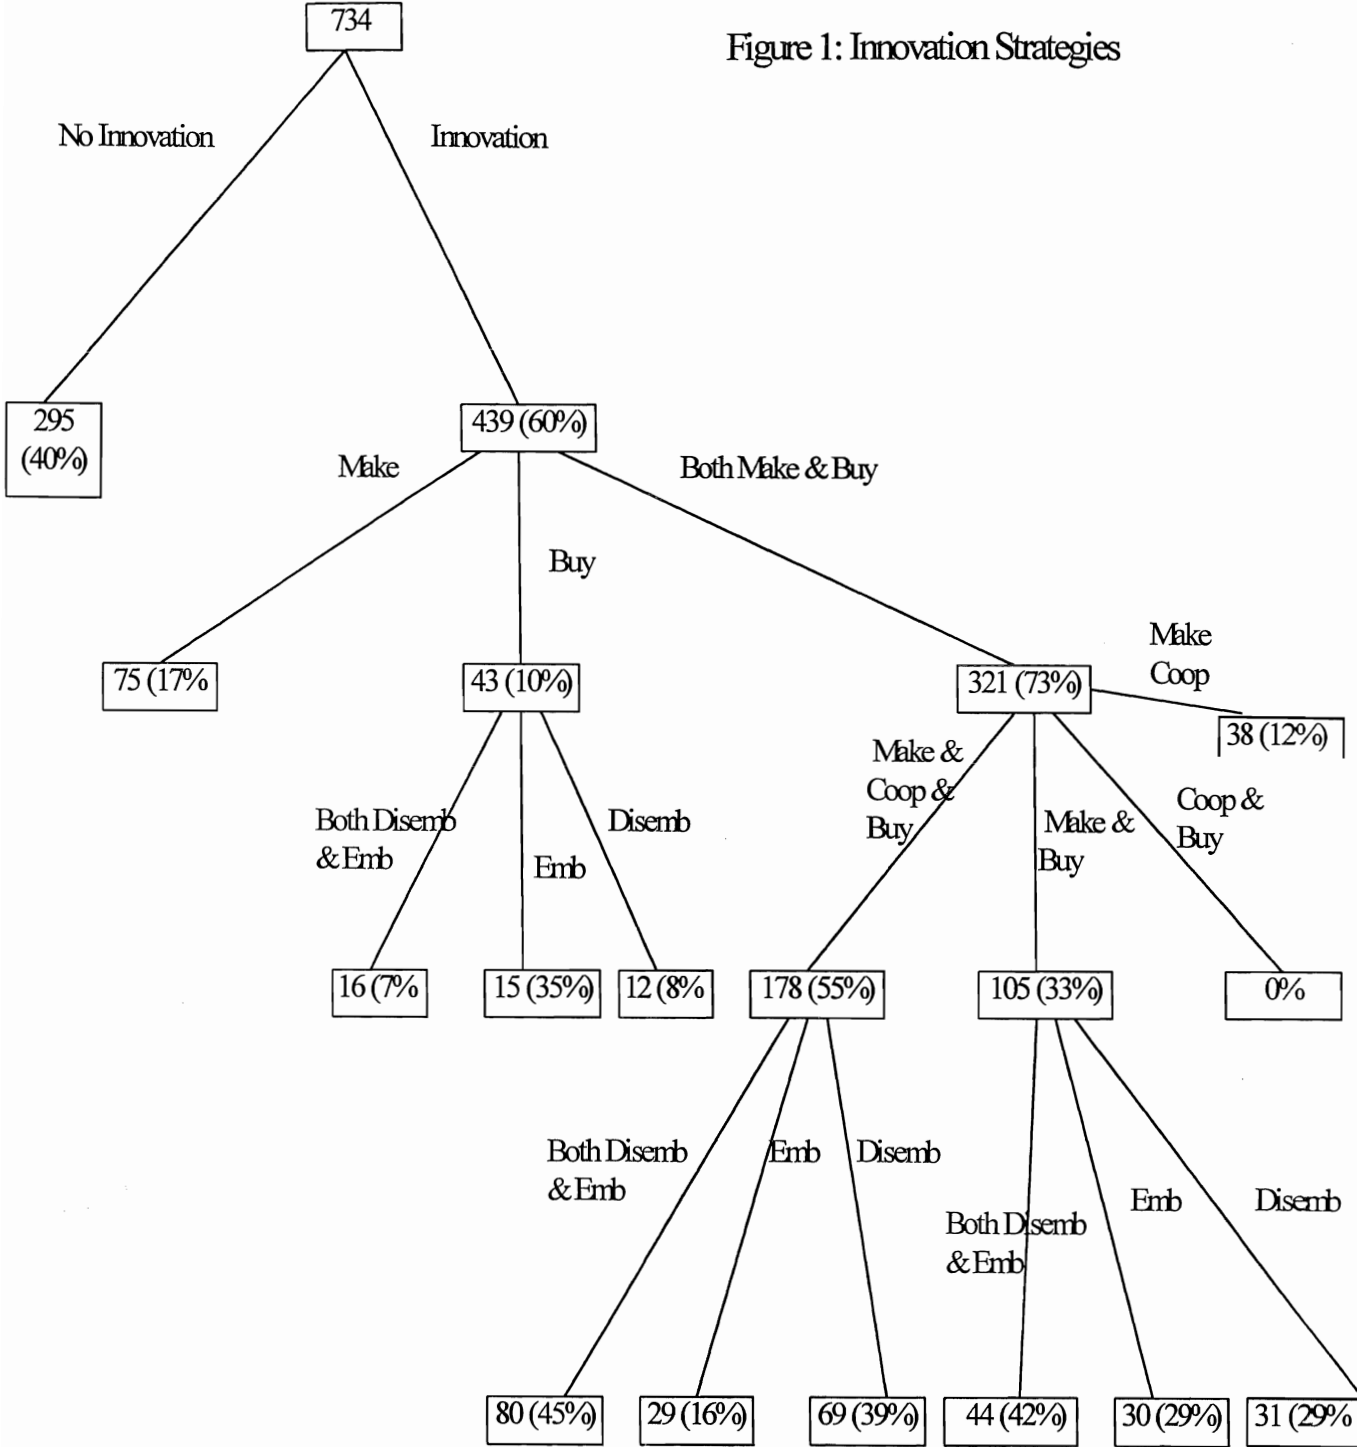 734
Figure 1: Innovation Strategies
No Innovation
Innovation
295
(40%)
439 (60%)
Make
Both Make & Buy
Buy
Make
Coop
75 (17%
43 (10%)
321 (73%)
38 (12%)
Make &
Coop &
Buy
Make &
Buy
Coop &
Buy
Both Disemb
& Emb
Emb
Disemb
16 (7%
15 (35%)
12 (8%
178 (55%)
105 (33%)
0%
Both Disemb
& Emb
Emb
Disemb
Both Disemb
& Emb
Emb
Disemb
80 (45%)
29 (16%)
69 (39%)
44 (42%)
30 (29%)
31 (29%